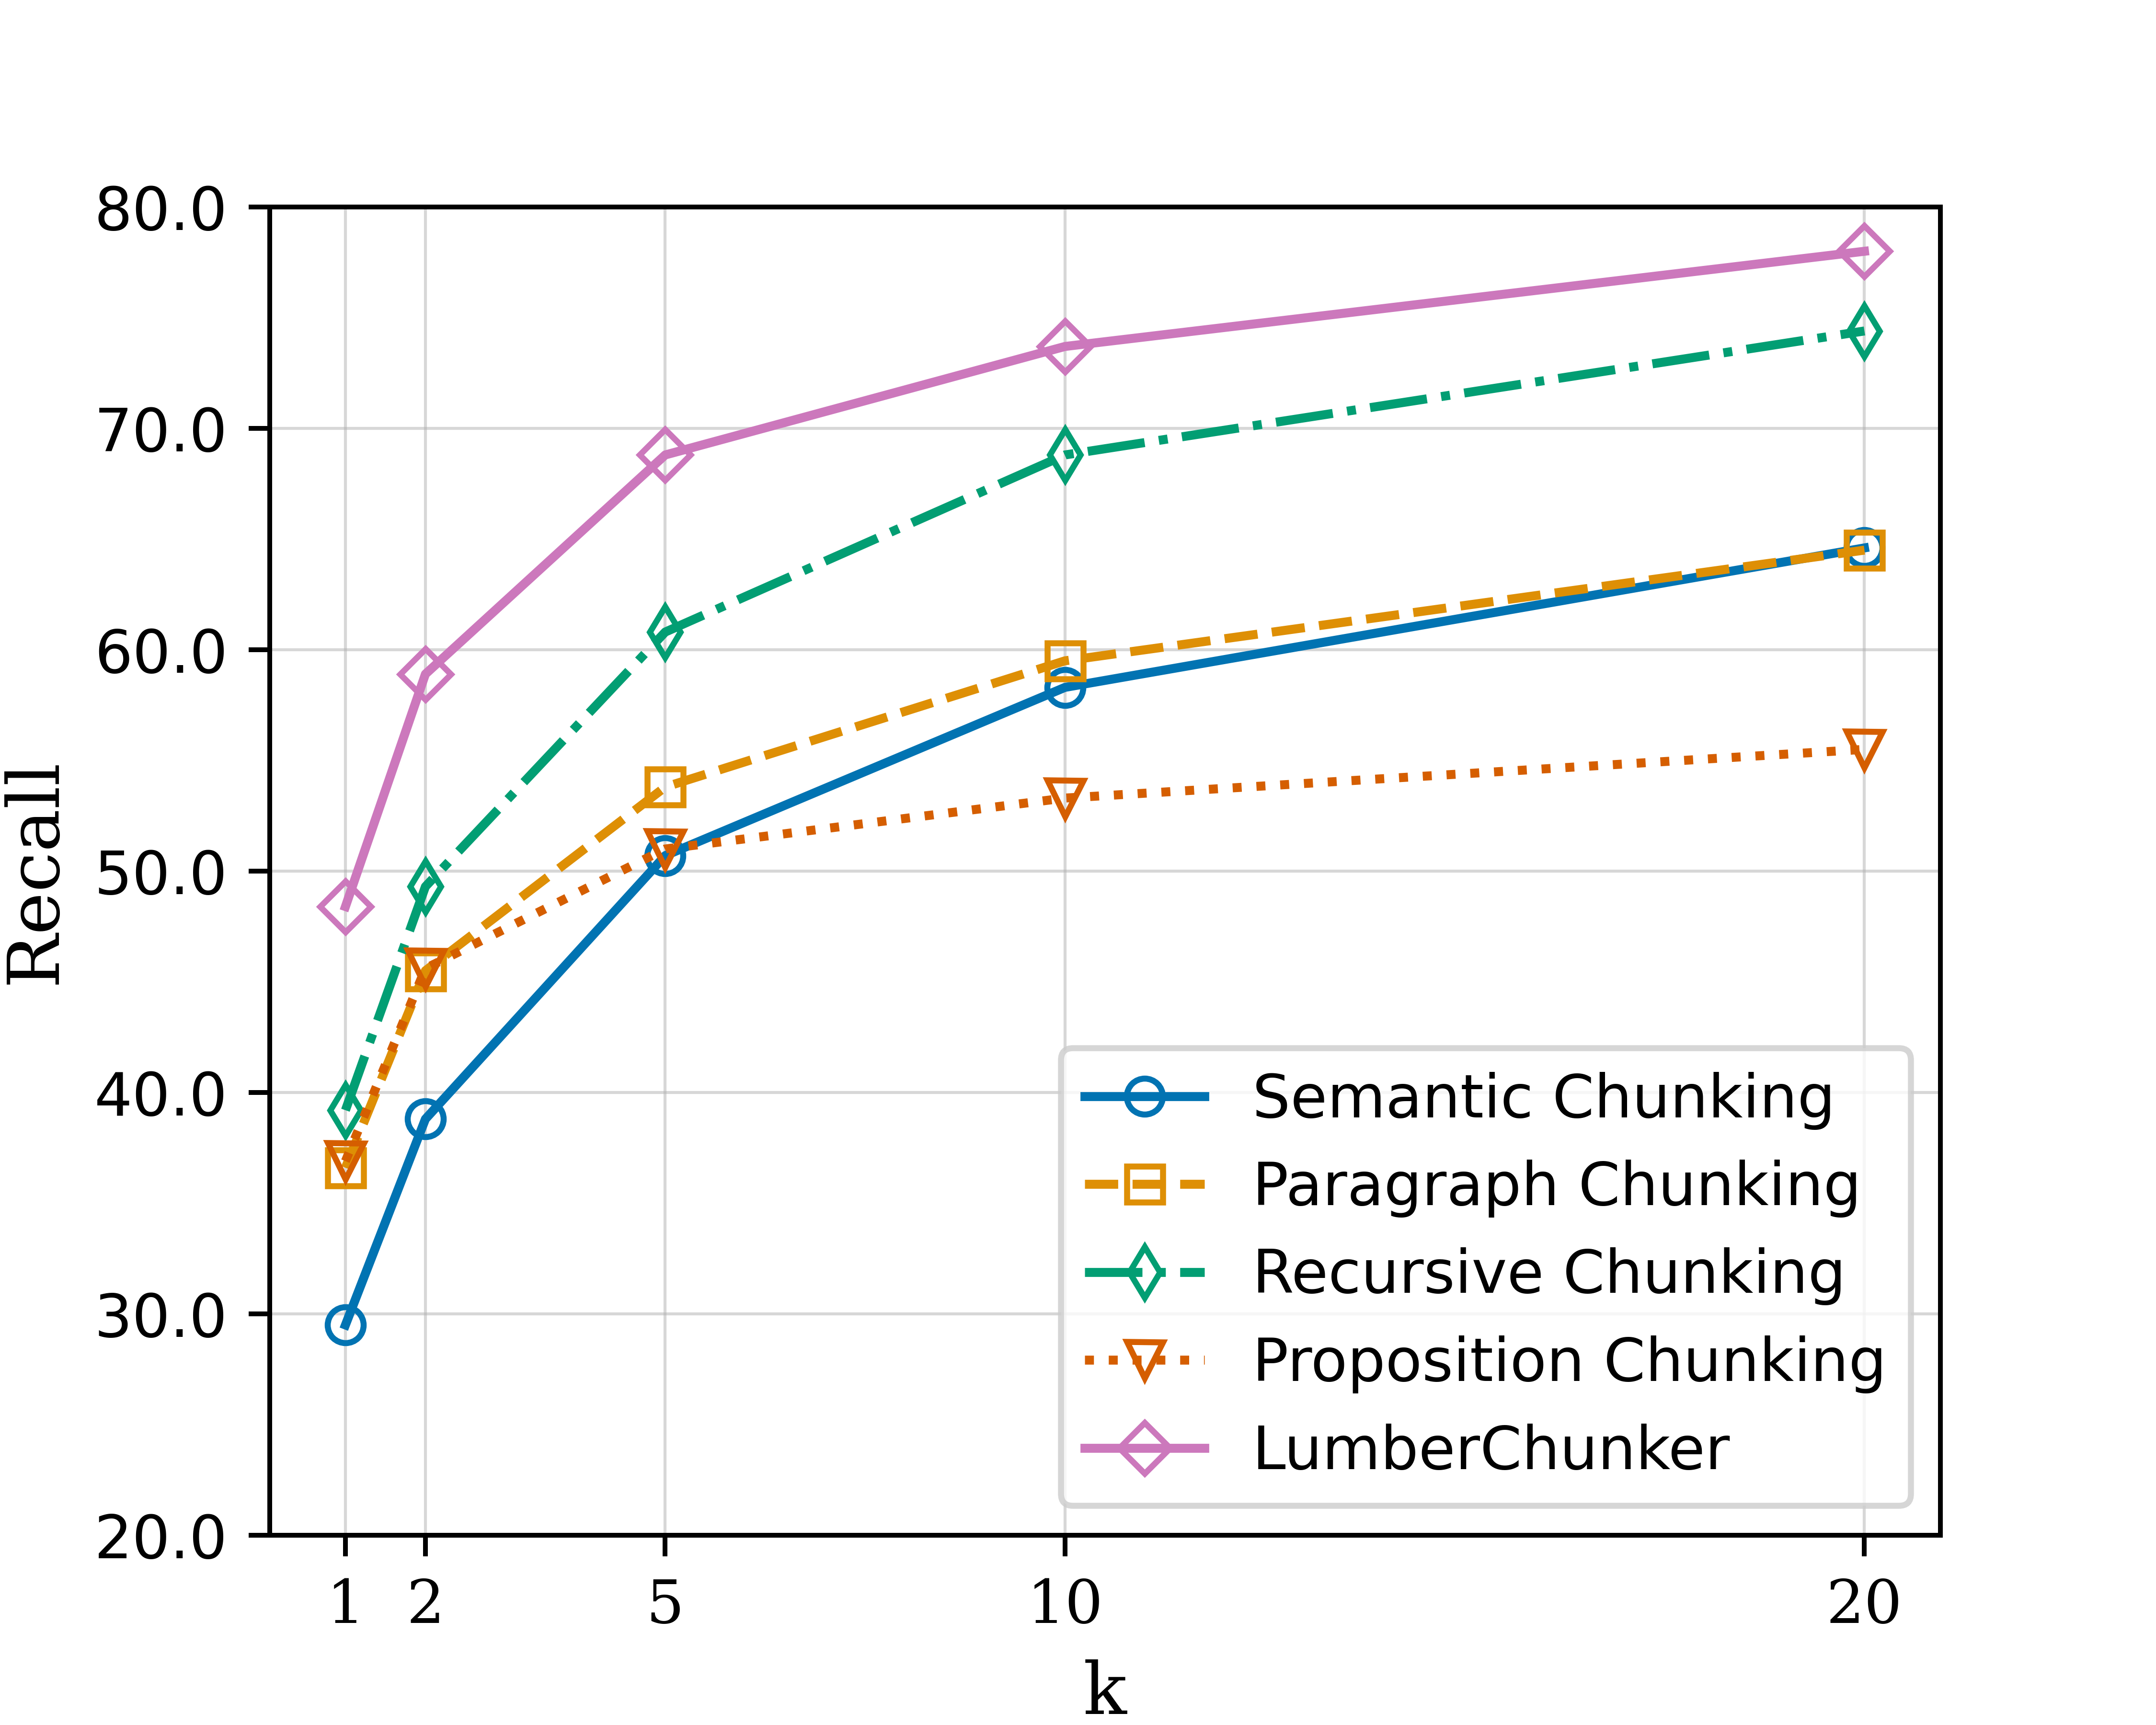 80.0
70.0
60.0
50.0
40.0
30.0
20.0
Recall
1 2 5 10 20
k
Semantic Chunking
Paragraph Chunking
Recursive Chunking
Proposition Chunking
LumberChunker